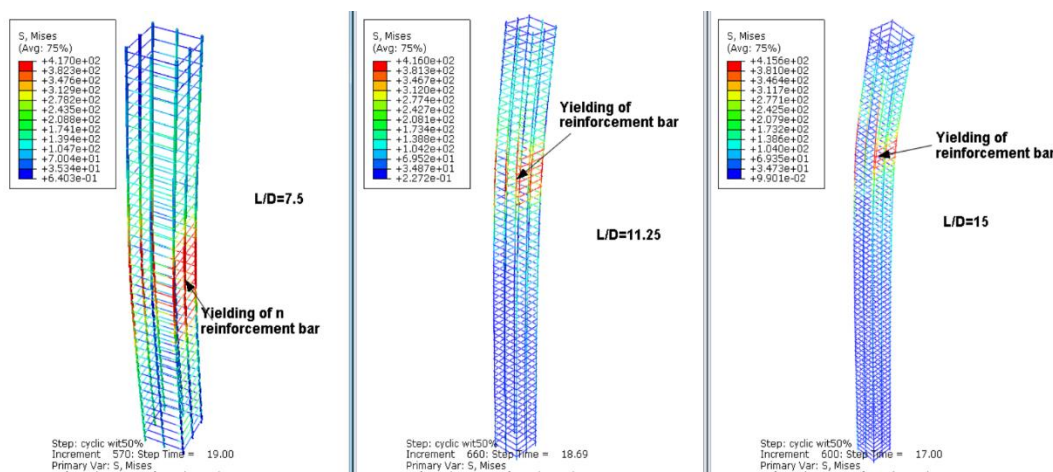 S, Mises
(Avg: 75%)
+4.170e+02
+3.823e+02
+3.476e+02
+3.129e+02
+2.782e+02
+2.435e+02
+2.088e+02
+1.741e+02
+1.394e+02
+1.047e+02
+7.004e+01
+3.534e+01
+6.403e-01
L/D=7.5
Yielding of n
reinforcement bar
Step: cyclic wit50%
Increment 570: Step Time = 19.00
Primary Var: S, Mises
S, Mises
(Avg: 75%)
+4.160e+02
+3.813e+02
+3.467e+02
+3.120e+02
+2.774e+02
+2.427e+02
+2.081e+02
+1.734e+02
+1.388e+02
+1.042e+02
+6.952e+01
+3.487e+01
+2.272e-01
Yielding of
reinforcement bar
L/D=11.25
Step: cyclic wit50%
Increment 660: Step Time = 18.69
Primary Var: S, Mises
S, Mises
(Avg: 75%)
+4.156e+02
+3.810e+02
+3.464e+02
+3.117e+02
+2.771e+02
+2.425e+02
+2.079e+02
+1.732e+02
+1.386e+02
+1.040e+02
+6.935e+01
+3.473e+01
+9.901e-02
Yielding of
reinforcement bar
L/D=15
Step: cyclic wit50%
Increment 600: Step Time = 17.00
Primary Var: S, Mises